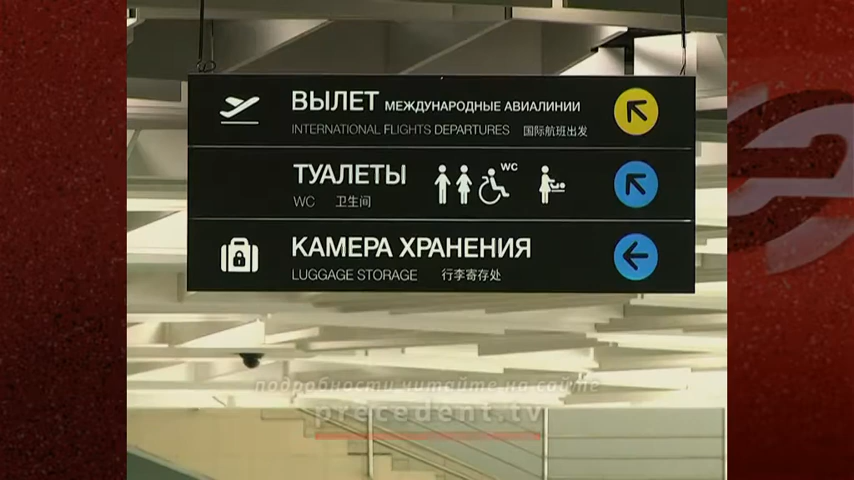 ВЫЛЕТ МЕЖДУНАРОДНЫЕ АВИАЛИНИИ
INTERNATIONAL FLIGHTS DEPARTURES 国际航班出发
ТУАЛЕТЫ WC
WC 卫生间
КАМЕРА ХРАНЕНИЯ
LUGGAGE STORAGE 行李寄存处
подробности читайте на сайте
precedent.tv